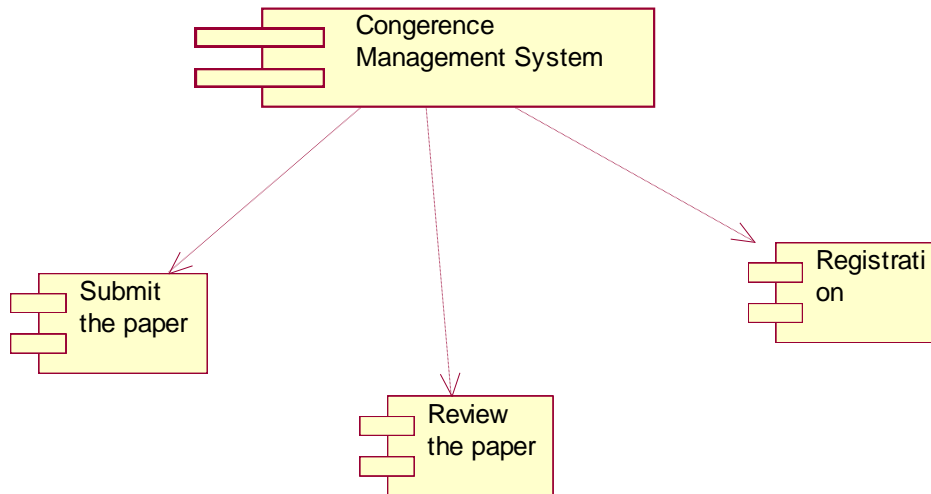 Congerence
Management System
Submit
the paper
Registrati
on
Review
the paper